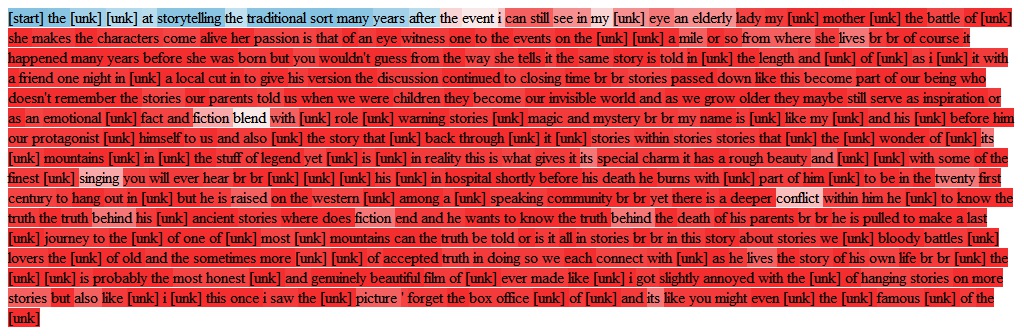 [start] the [unk] [unk] at storytelling the traditional sort many years after the event i can still see in my [unk] eye an elderly lady my [unk] mother [unk] the battle of [unk]
she makes the characters come alive her passion is that of an eye witness one to the events on the [unk] [unk] a mile or so from where she lives br br of course it
happened many years before she was born but you wouldn't guess from the way she tells it the same story is told in [unk] the length and [unk] of [unk] as i [unk] it with
a friend one night in [unk] a local cut in to give his version the discussion continued to closing time br br stories passed down like this become part of our being who
doesn't remember the stories our parents told us when we were children they become our invisible world and as we grow older they maybe still serve as inspiration or
as an emotional [unk] fact and fiction blend with [unk] role [unk] warning stories [unk] magic and mystery br br my name is [unk] like my [unk] and his [unk] before him
our protagonist [unk] himself to us and also [unk] the story that [unk] back through [unk] it [unk] stories within stories stories that [unk] the [unk] wonder of [unk] its
[unk] mountains [unk] in [unk] the stuff of legend yet [unk] is [unk] in reality this is what gives it its special charm it has a rough beauty and [unk] [unk] with some of the
finest [unk] singing you will ever hear br br [unk] [unk] [unk] his [unk] in hospital shortly before his death he burns with [unk] part of him [unk] to be in the twenty first
century to hang out in [unk] but he is raised on the western [unk] among a [unk] speaking community br br yet there is a deeper conflict within him he [unk] to know the
truth the truth behind his [unk] ancient stories where does fiction end and he wants to know the truth behind the death of his parents br br he is pulled to make a last
[unk] journey to the [unk] of one of [unk] most [unk] mountains can the truth be told or is it all in stories br br in this story about stories we [unk] bloody battles [unk]
lovers the [unk] of old and the sometimes more [unk] [unk] of accepted truth in doing so we each connect with [unk] as he lives the story of his own life br br [unk] the
[unk] [unk] is probably the most honest [unk] and genuinely beautiful film of [unk] ever made like [unk] i got slightly annoyed with the [unk] of hanging stories on more
stories but also like [unk] i [unk] this once i saw the [unk] picture ' forget the box office [unk] of [unk] and its like you might even [unk] the [unk] famous [unk] of the
[unk]